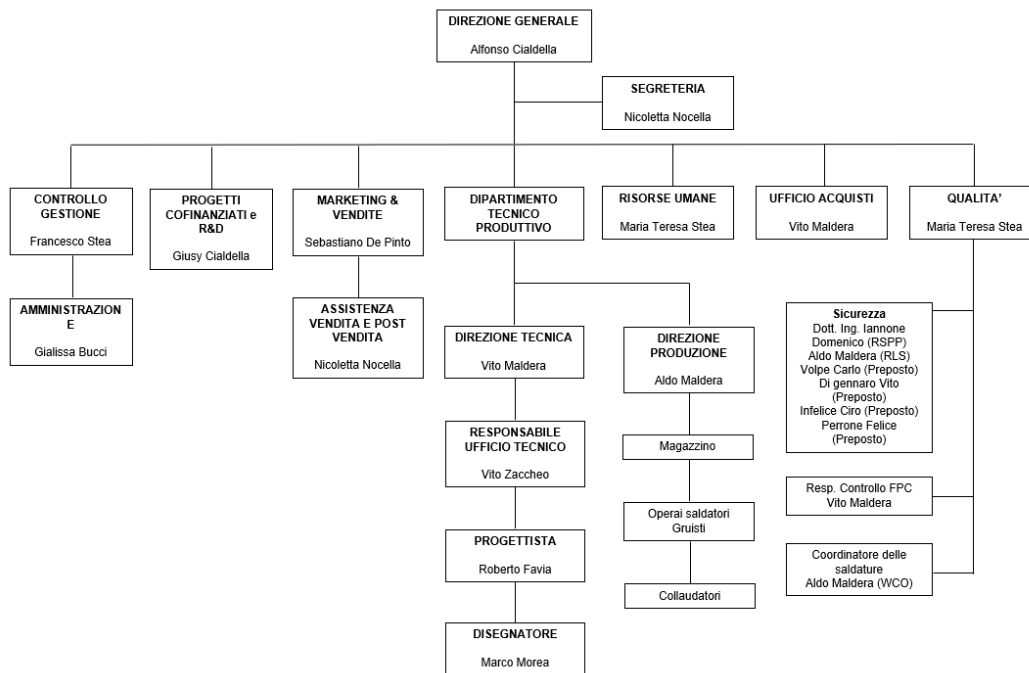 DIREZIONE GENERALE
Alfonso Cialdella
SEGRETERIA
Nicoletta Nocella
CONTROLLO
GESTIONE
Francesco Stea
PROGETTI
COFINANZIATI e
R&D
Giusy Cialdella
MARKETING &
VENDITE
Sebastiano De Pinto
DIPARTIMENTO
TECNICO
PRODUTTIVO
RISORSE UMANE
Maria Teresa Stea
UFFICIO ACQUISTI
Vito Maldera
QUALITA'
Maria Teresa Stea
AMMINISTRAZION
E
Gialissa Bucci
ASSISTENZA
VENDITA E POST
VENDITA
Nicoletta Nocella
DIREZIONE TECNICA
Vito Maldera
DIREZIONE
PRODUZIONE
Aldo Maldera
Sicurezza
Dott. Ing. Iannone
Domenico (RSPP)
Aldo Maldera (RLS)
Volpe Carlo (Preposto)
Di gennaro Vito
(Preposto)
Infelice Ciro (Preposto)
Perrone Felice
(Preposto)
RESPONSABILE
UFFICIO TECNICO
Vito Zaccheo
Magazzino
Resp. Controllo FPC
Vito Maldera
Operai saldatori
Gruisti
PROGETTISTA
Roberto Favia
Coordinatore delle
saldature
Aldo Maldera (WCO)
Collaudatori
DISEGNATORE
Marco Morea